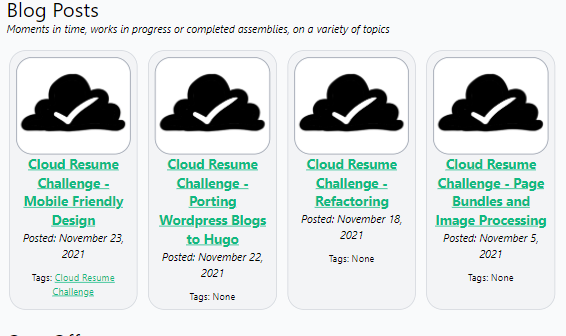 Blog Posts
Moments in time, works in progress or completed assemblies, on a variety of topics
Cloud Resume
Challenge -
Mobile Friendly
Design
Posted: November 23,
2021
Tags: Cloud Resume
Challenge
Cloud Resume
Challenge -
Porting
Wordpress Blogs
to Hugo
Posted: November 22,
2021
Tags: None
Cloud Resume
Challenge -
Refactoring
Posted: November 18,
2021
Tags: None
Cloud Resume
Challenge - Page
Bundles and
Image Processing
Posted: November 5,
2021
Tags: None